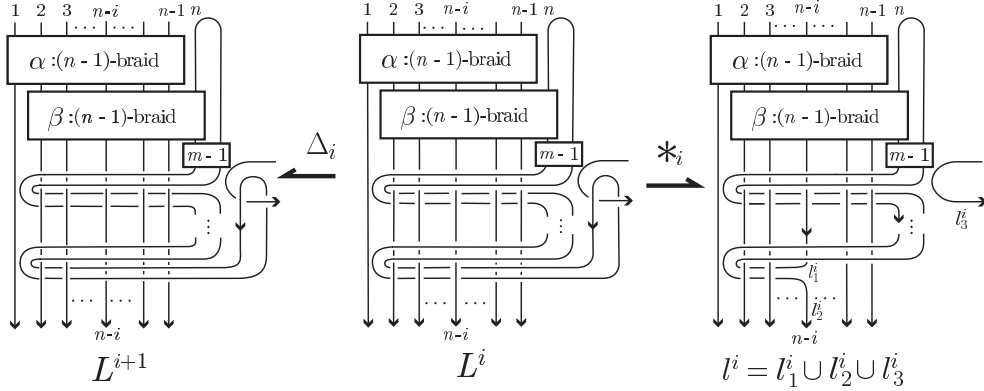 1 2 3 n-i n-1 n
··· ···
α :(n - 1)-braid
β :(n - 1)-braid
m - 1
⋮
··· ···
n-i
L^{i+1}
Δ_i
1 2 3 n-i n-1 n
··· ···
α :(n - 1)-braid
β :(n - 1)-braid
m - 1
⋮
··· ···
n-i
L^i
*_i
1 2 3 n-i n-1 n
··· ···
α :(n - 1)-braid
β :(n - 1)-braid
m - 1
l_3^i
⋮
l_1^i
··· ···
l_2^i
n-i
l^i = l_1^i ∪ l_2^i ∪ l_3^i